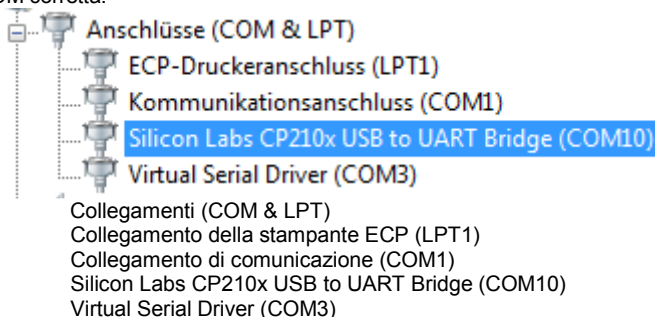 OM corretta.
Anschlüsse (COM & LPT)
ECP-Druckeranschluss (LPT1)
Kommunikationsanschluss (COM1)
Silicon Labs CP210x USB to UART Bridge (COM10)
Virtual Serial Driver (COM3)
Collegamenti (COM & LPT)
Collegamento della stampante ECP (LPT1)
Collegamento di comunicazione (COM1)
Silicon Labs CP210x USB to UART Bridge (COM10)
Virtual Serial Driver (COM3)